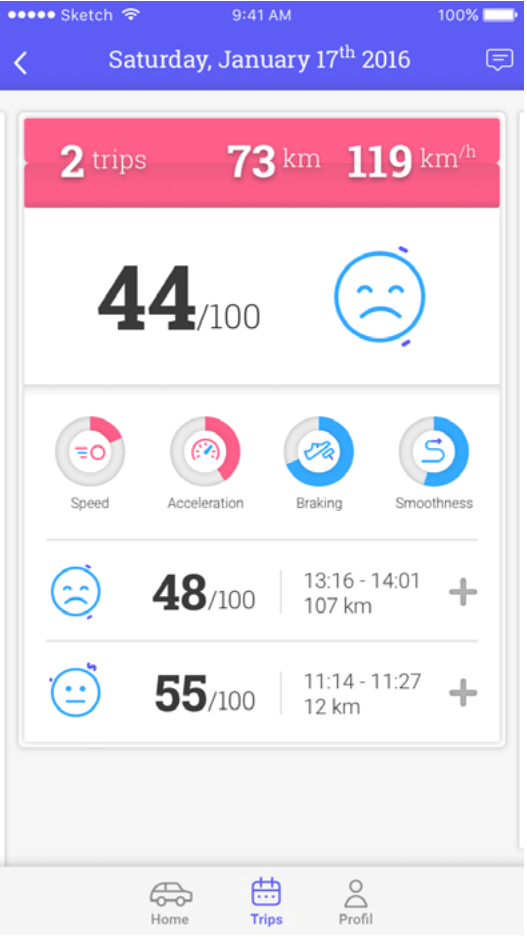 Sketch 9:41 AM 100%
Saturday, January 17th 2016
2 trips 73 km 119 km/h
44/100
Speed Acceleration Braking Smoothness
48/100 13:16 - 14:01
107 km
55/100 11:14 - 11:27
12 km
Home Trips Profil